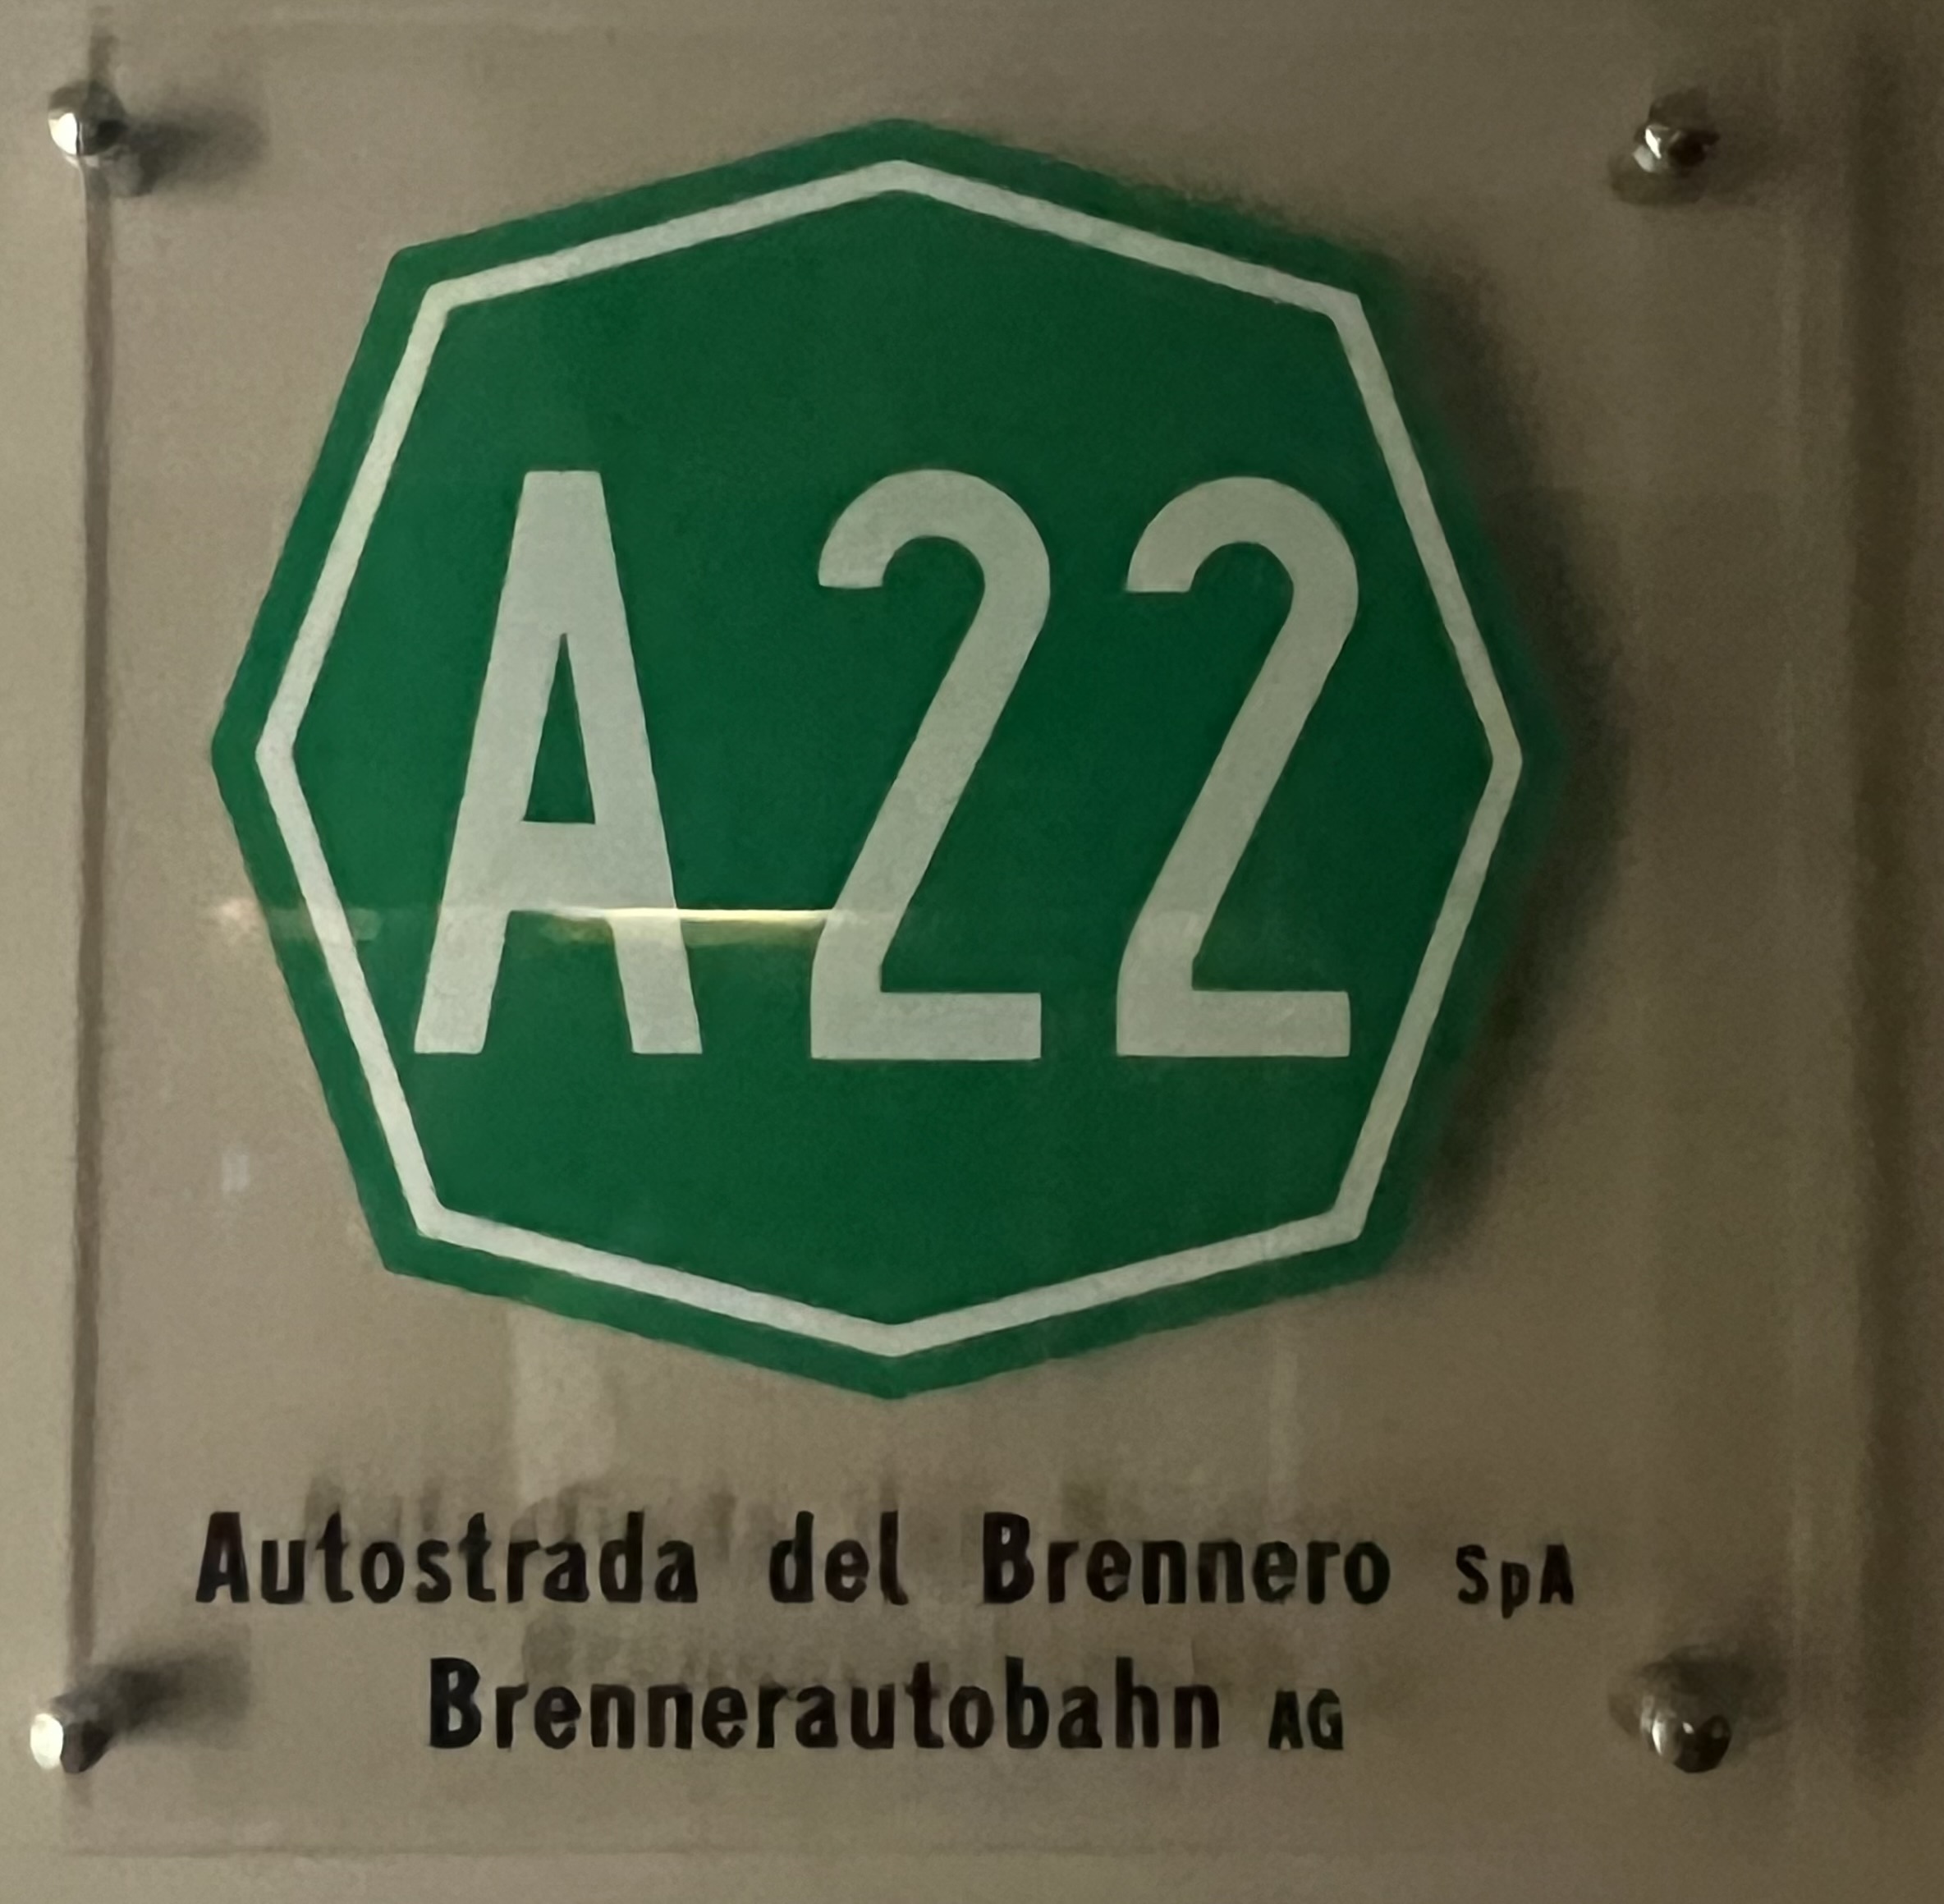 A22
Autostrada del Brennero SpA
Brennerautobahn AG